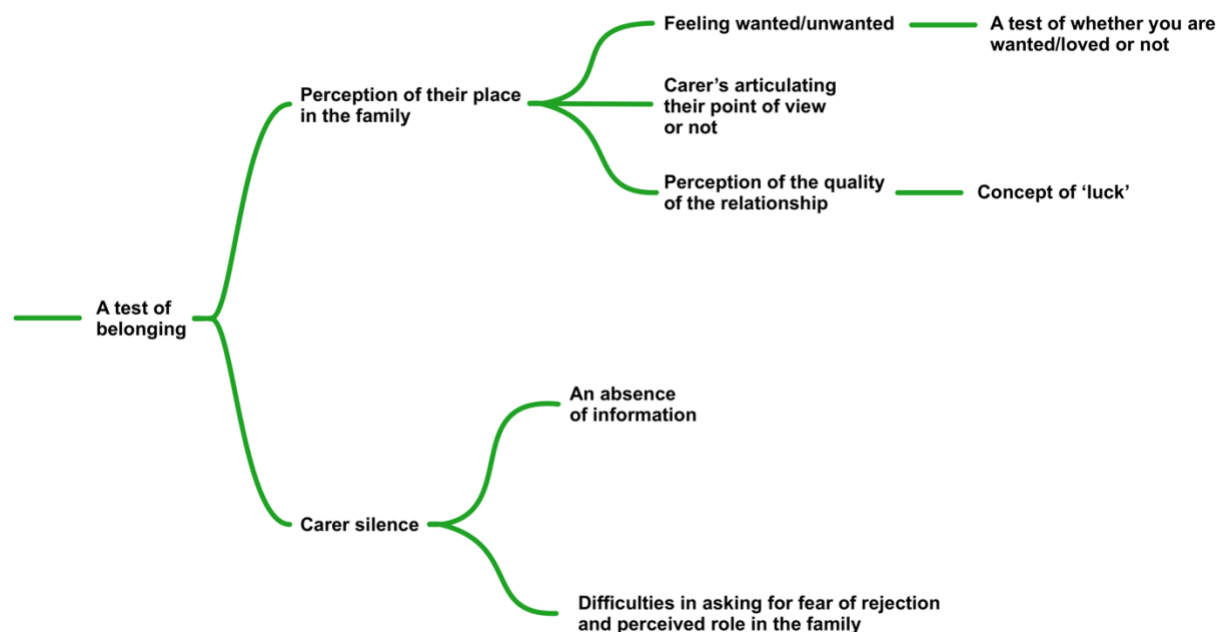 Feeling wanted/unwanted
A test of whether you are
wanted/loved or not
Perception of their place
in the family
Carer’s articulating
their point of view
or not
Perception of the quality
of the relationship
Concept of ‘luck’
A test of
belonging
An absence
of information
Carer silence
Difficulties in asking for fear of rejection
and perceived role in the family